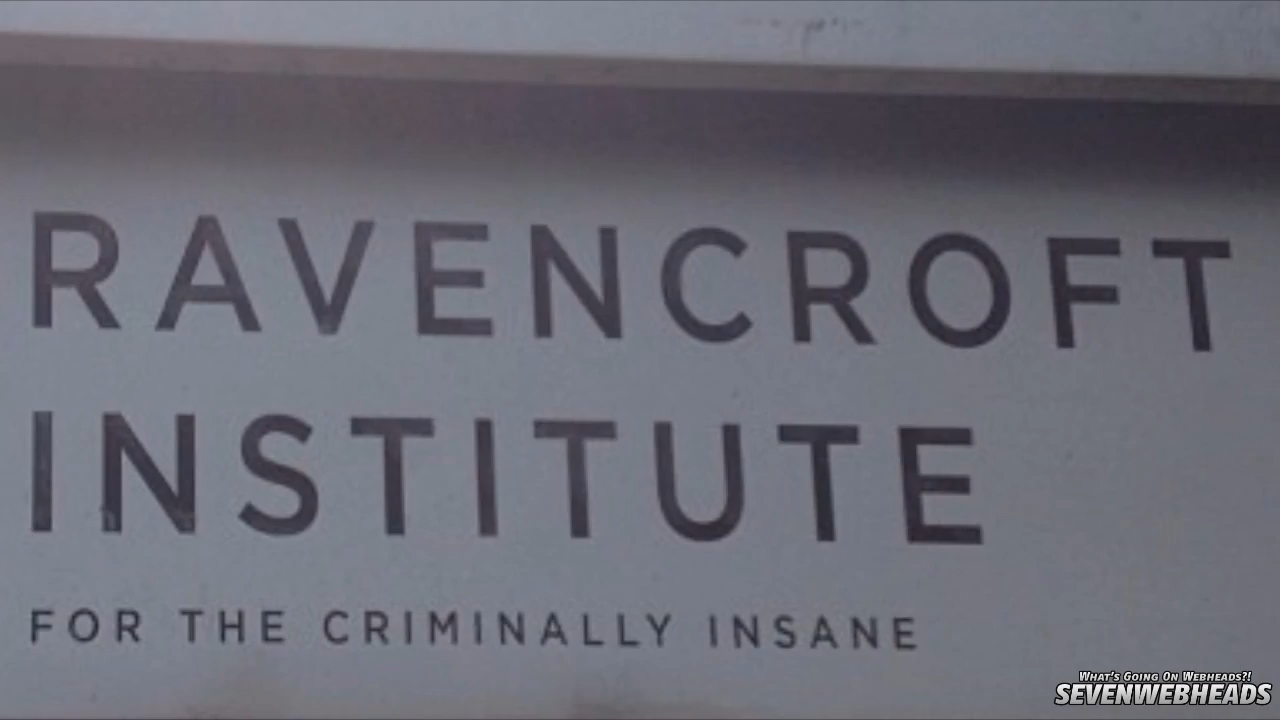 RAVENCROFT
INSTITUTE
FOR THE CRIMINALLY INSANE
WHAT'S GOING ON WEBHEADS?!
SEVENWEBHEADS